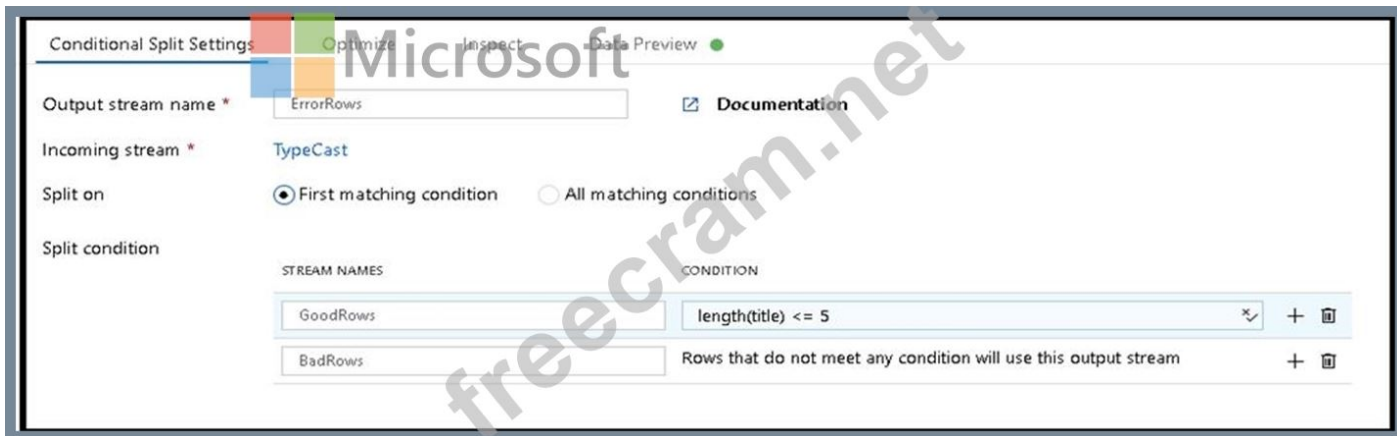 Conditional Split Settings Optimize Inspect Data Preview
Microsoft
Output stream name * ErrorRows Documentation
Incoming stream * TypeCast
Split on First matching condition All matching conditions
Split condition
STREAM NAMES CONDITION
GoodRows length(title) <= 5
BadRows Rows that do not meet any condition will use this output stream
freecram.net